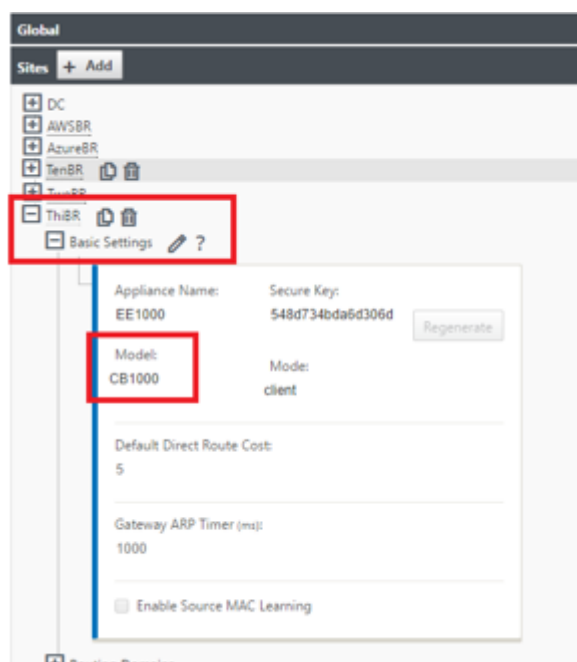 Global
Sites + Add
DC
AWSBR
AzureBR
TenBR
ThiBR
Basic Settings ?
Appliance Name: Secure Key:
EE1000 548d734bda6d306d Regenerate
Model: Mode:
CB1000 client
Default Direct Route Cost:
5
Gateway ARP Timer (ms):
1000
Enable Source MAC Learning